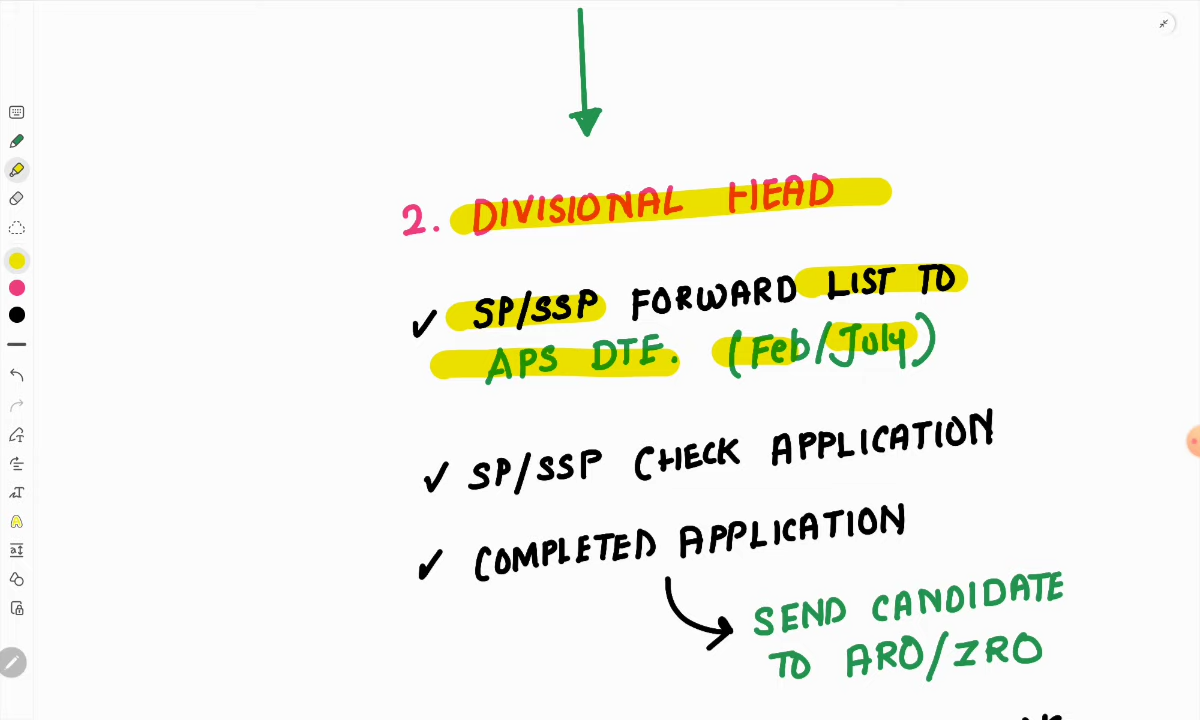 2. DIVISIONAL HEAD
✓ SP/SSP FORWARD LIST TO
APS DTE. (Feb/July)
✓ SP/SSP CHECK APPLICATION
✓ COMPLETED APPLICATION
SEND CANDIDATE
TO ARO/ZRO